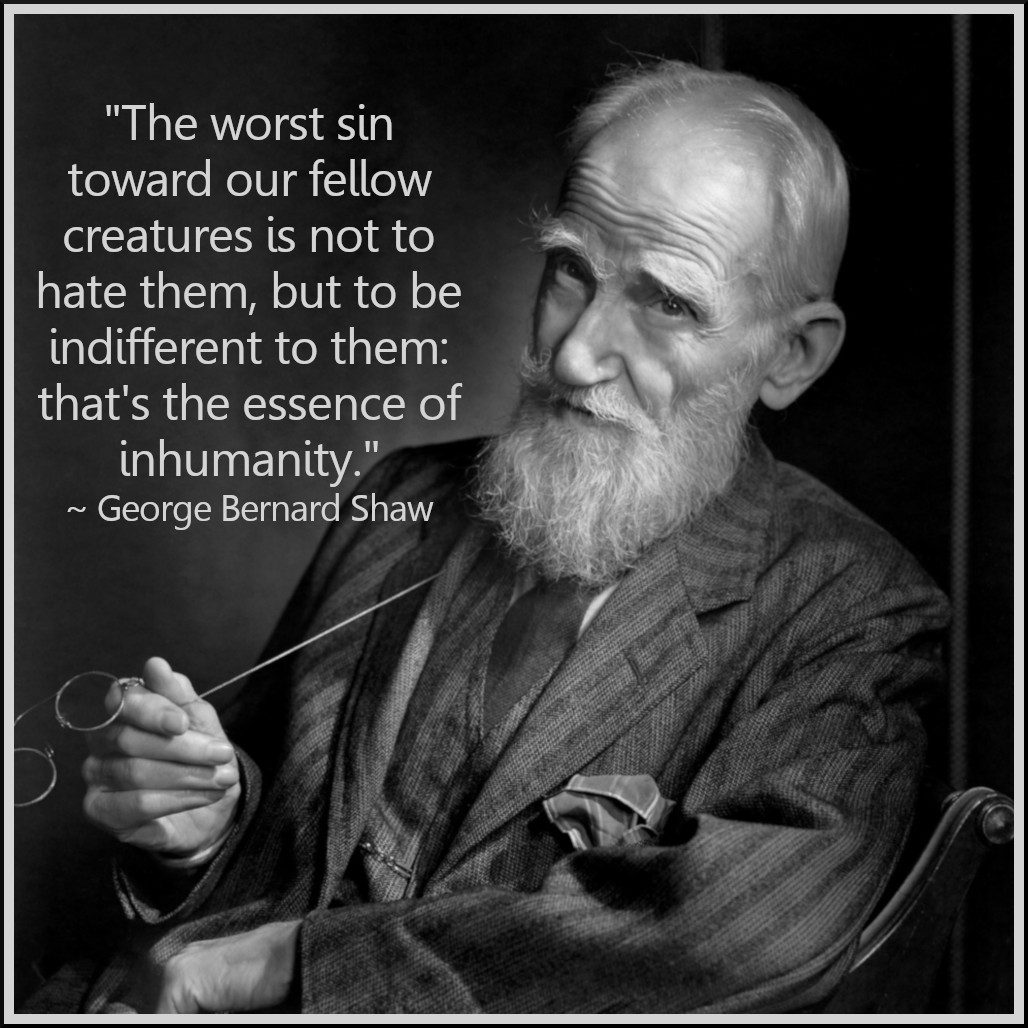 "The worst sin
toward our fellow
creatures is not to
hate them, but to be
indifferent to them:
that's the essence of
inhumanity."
~ George Bernard Shaw